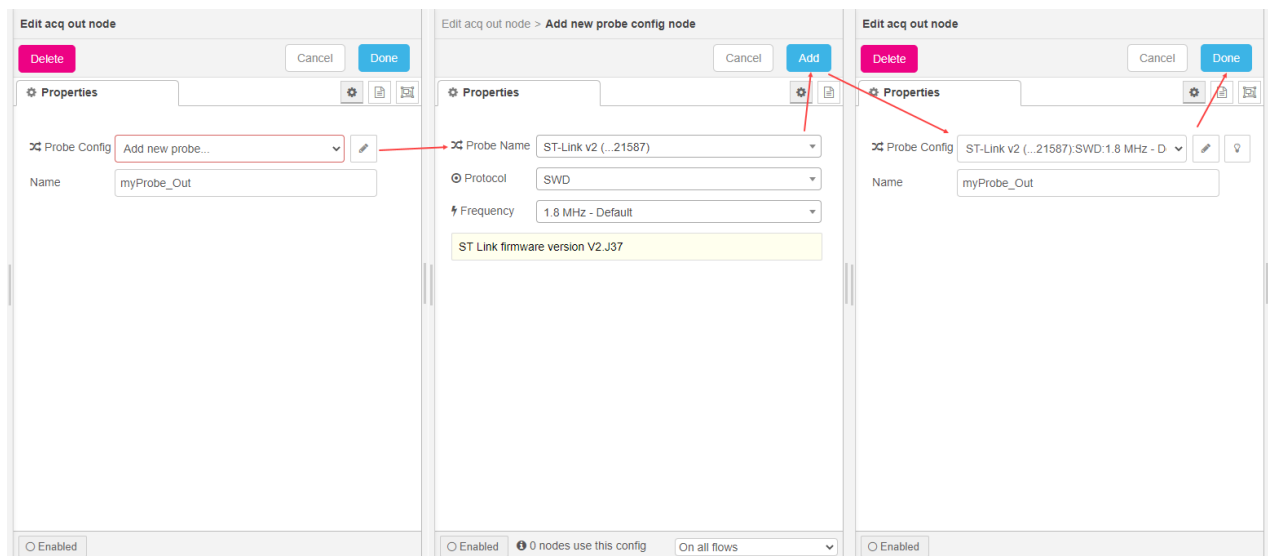 Edit acq out node
Delete
Cancel
Done
Properties
Probe Config
Add new probe...
Name
myProbe_Out
Enabled
Edit acq out node > Add new probe config node
Cancel
Add
Properties
Probe Name
ST-Link v2 (...21587)
Protocol
SWD
Frequency
1.8 MHz - Default
ST Link firmware version V2.J37
Enabled
0 nodes use this config
On all flows
Edit acq out node
Delete
Cancel
Done
Properties
Probe Config
ST-Link v2 (...21587):SWD:1.8 MHz - D
Name
myProbe_Out
Enabled